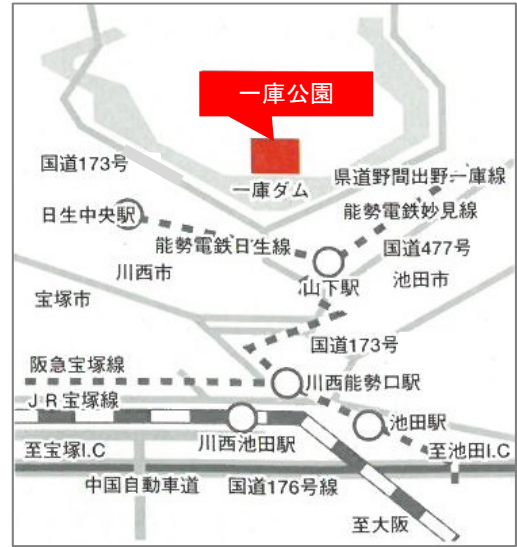 一庫公園
国道173号
一庫ダム
県道野間出野一庫線
日生中央駅
能勢電鉄妙見線
能勢電鉄日生線
国道477号
川西市
山下駅
池田市
宝塚市
国道173号
阪急宝塚線
川西能勢口駅
JR宝塚線
池田駅
川西池田駅
至宝塚I.C
至池田I.C
中国自動車道
国道176号線
至大阪